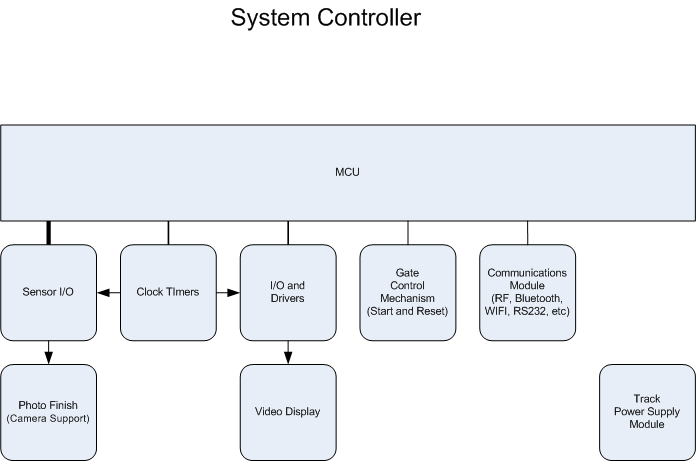 System Controller
MCU
Sensor I/O
Clock TImers
I/O and
Drivers
Gate
Control
Mechanism
(Start and Reset)
Communications
Module
(RF, Bluetooth,
WIFI, RS232, etc)
Photo Finish
(Camera Support)
Video Display
Track
Power Supply
Module